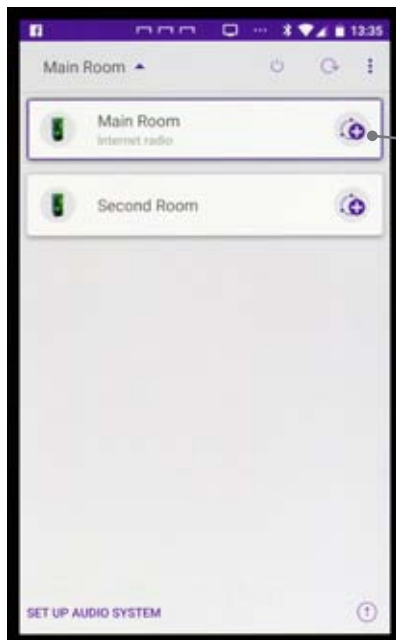 13:35
Main Room
Main Room
Internet radio
Second Room
SET UP AUDIO SYSTEM